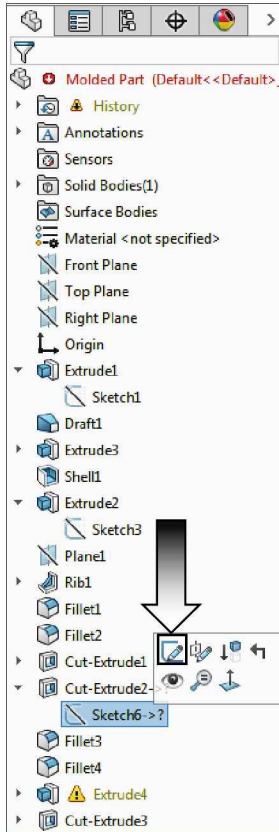 Molded Part (Default<<Default>_
History
Annotations
Sensors
Solid Bodies(1)
Surface Bodies
Material <not specified>
Front Plane
Top Plane
Right Plane
Origin
Extrude1
Sketch1
Draft1
Extrude3
Shell1
Extrude2
Sketch3
Plane1
Rib1
Fillet1
Fillet2
Cut-Extrude1
Cut-Extrude2->?
Sketch6->?
Fillet3
Fillet4
Extrude4
Cut-Extrude3